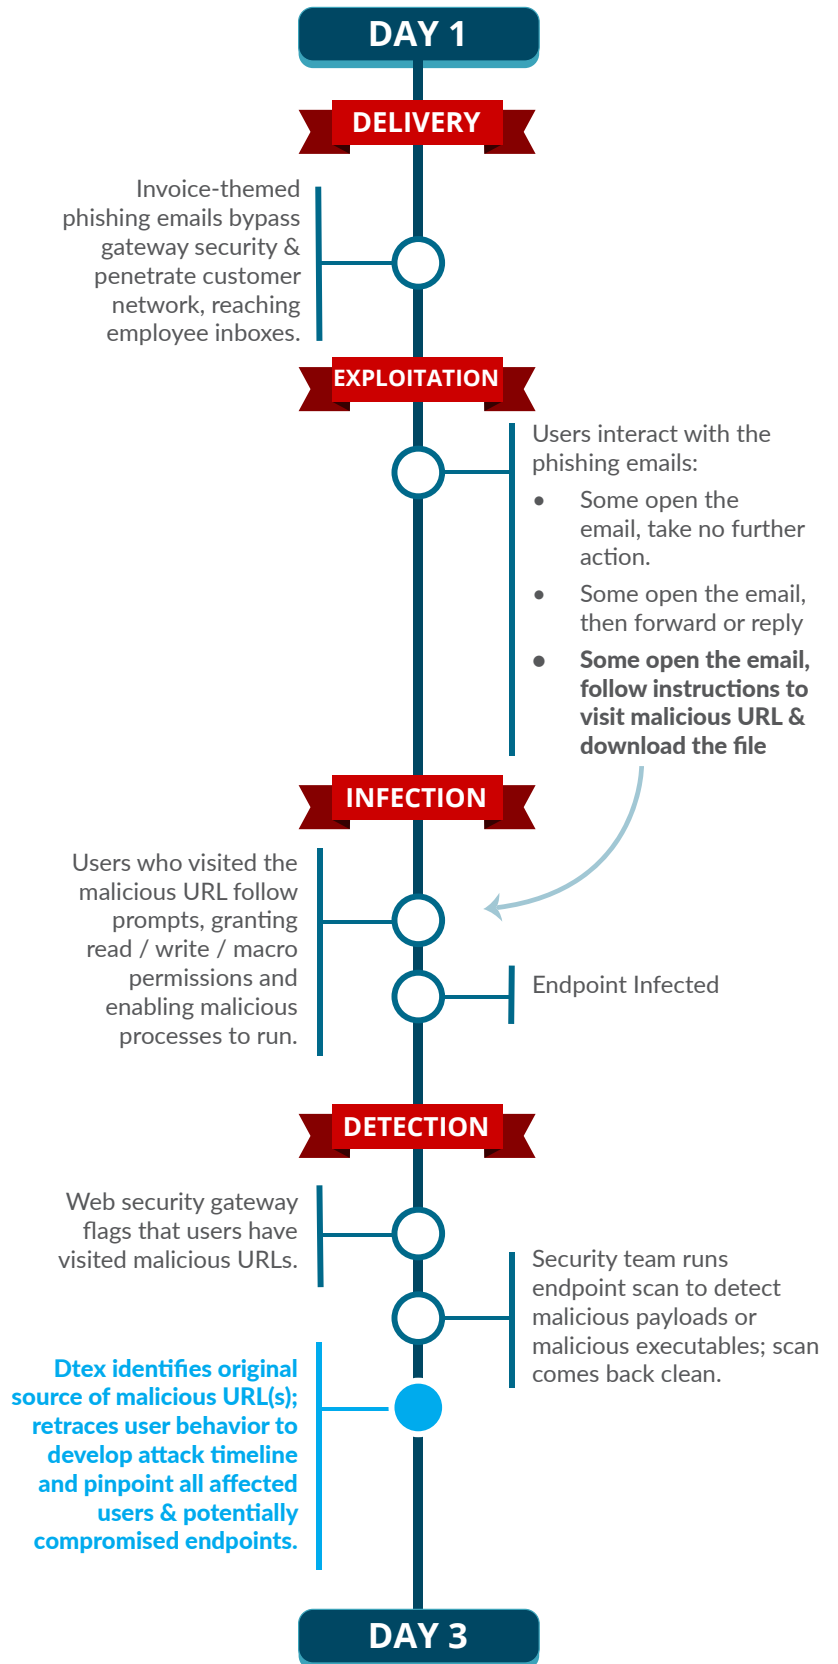 DAY 1
DELIVERY
Invoice-themed
phishing emails bypass
gateway security &
penetrate customer
network, reaching
employee inboxes.
EXPLOITATION
Users interact with the
phishing emails:
• Some open the
email, take no further
action.
• Some open the email,
then forward or reply
• Some open the email,
follow instructions to
visit malicious URL &
download the file
INFECTION
Users who visited the
malicious URL follow
prompts, granting
read / write / macro
permissions and
enabling malicious
processes to run.
Endpoint Infected
DETECTION
Web security gateway
flags that users have
visited malicious URLs.
Security team runs
endpoint scan to detect
malicious payloads or
malicious executables; scan
comes back clean.
Dtex identifies original
source of malicious URL(s);
retraces user behavior to
develop attack timeline
and pinpoint all affected
users & potentially
compromised endpoints.
DAY 3